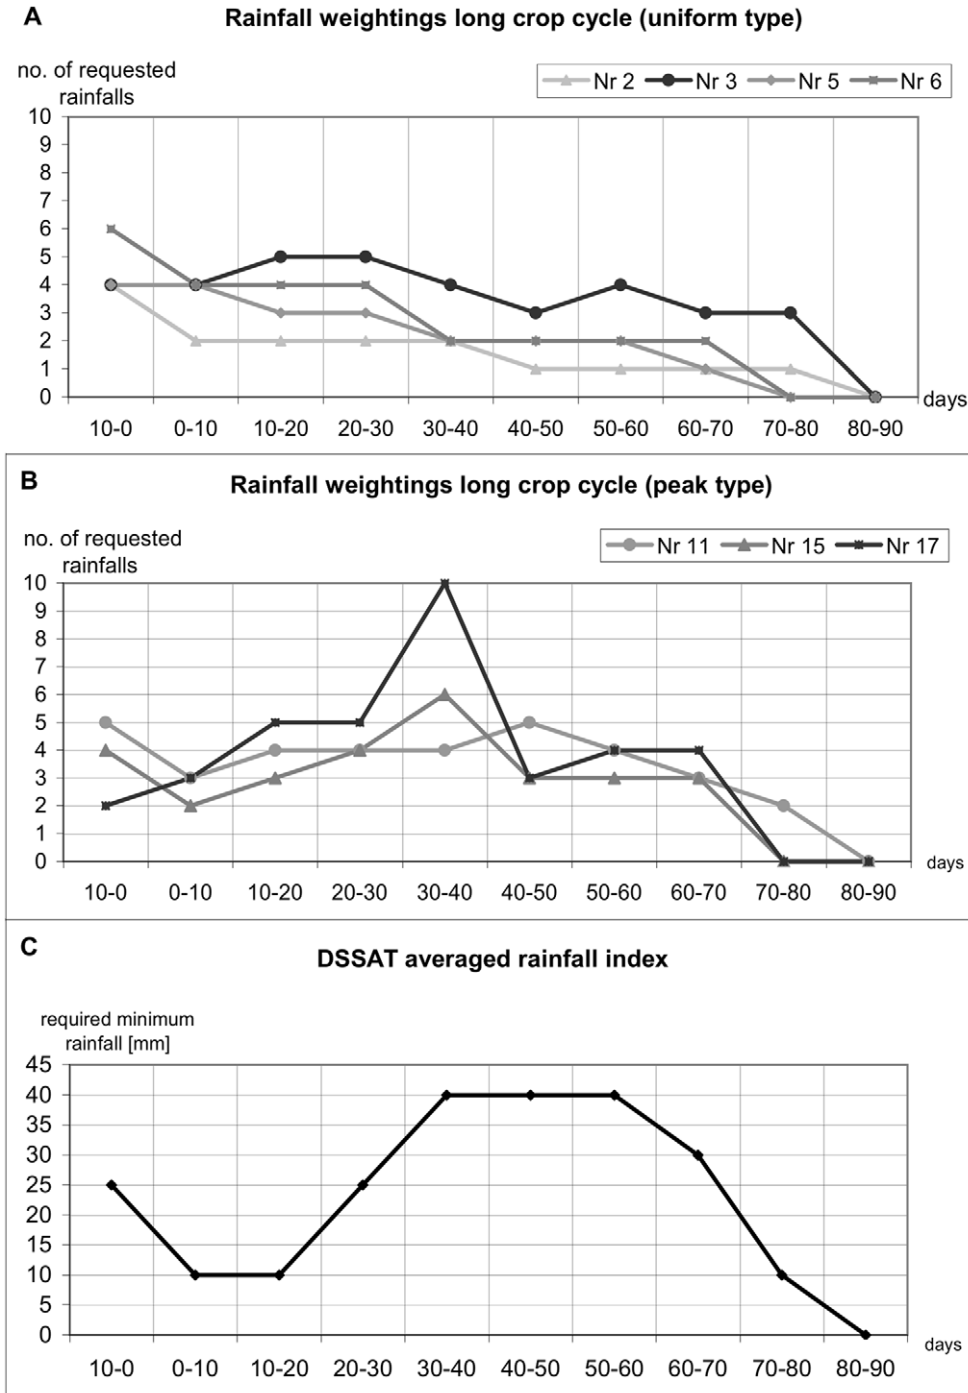 A
Rainfall weightings long crop cycle (uniform type)
no. of requested
rainfalls
Nr 2 Nr 3 Nr 5 Nr 6
10
9
8
7
6
5
4
3
2
1
0
days
10-0 0-10 10-20 20-30 30-40 40-50 50-60 60-70 70-80 80-90
B
Rainfall weightings long crop cycle (peak type)
no. of requested
rainfalls
Nr 11 Nr 15 Nr 17
10
9
8
7
6
5
4
3
2
1
0
days
10-0 0-10 10-20 20-30 30-40 40-50 50-60 60-70 70-80 80-90
C
DSSAT averaged rainfall index
required minimum
rainfall [mm]
45
40
35
30
25
20
15
10
5
0
days
10-0 0-10 10-20 20-30 30-40 40-50 50-60 60-70 70-80 80-90